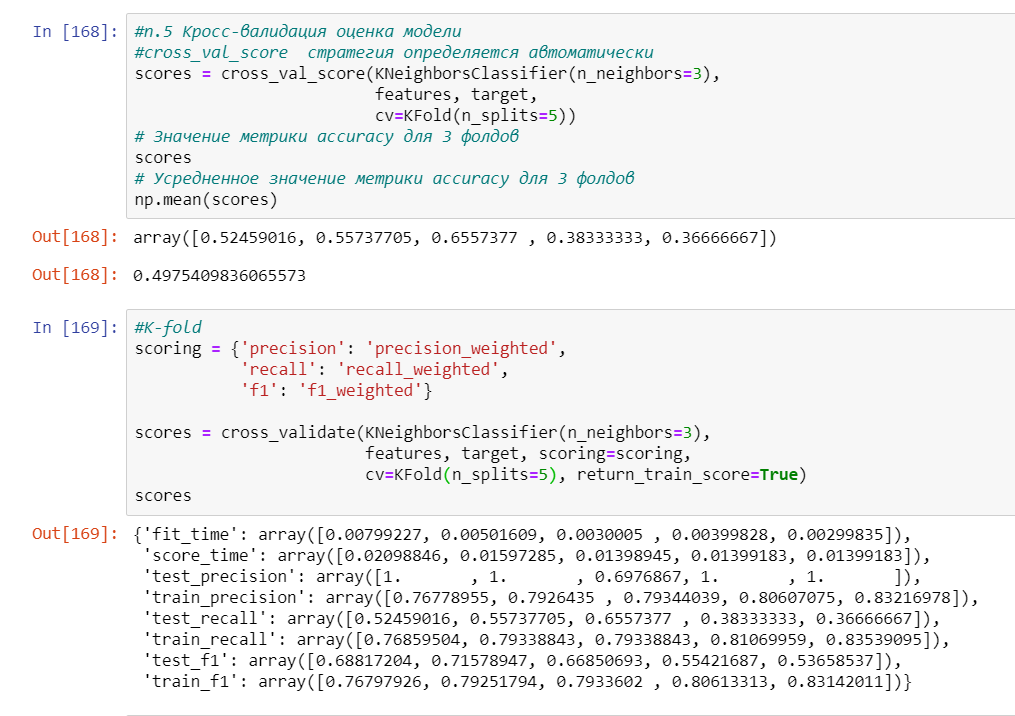 In [168]: #п.5 Кросс-валидация оценка модели
#cross_val_score  стратегия определяется автоматически
scores = cross_val_score(KNeighborsClassifier(n_neighbors=3),
                         features, target,
                         cv=KFold(n_splits=5))
# Значение метрики accuracy для 3 фолдов
scores
# Усредненное значение метрики accuracy для 3 фолдов
np.mean(scores)
Out[168]: array([0.52459016, 0.55737705, 0.6557377 , 0.38333333, 0.36666667])
Out[168]: 0.4975409836065573
In [169]: #K-fold
scoring = {'precision': 'precision_weighted',
           'recall': 'recall_weighted',
           'f1': 'f1_weighted'}
scores = cross_validate(KNeighborsClassifier(n_neighbors=3),
                        features, target, scoring=scoring,
                        cv=KFold(n_splits=5), return_train_score=True)
scores
Out[169]: {'fit_time': array([0.00799227, 0.00501609, 0.0030005 , 0.00399828, 0.00299835]),
 'score_time': array([0.02098846, 0.01597285, 0.01398945, 0.01399183, 0.01399183]),
 'test_precision': array([1.       , 1.       , 0.6976867, 1.       , 1.       ]),
 'train_precision': array([0.76778955, 0.7926435 , 0.79344039, 0.80607075, 0.83216978]),
 'test_recall': array([0.52459016, 0.55737705, 0.6557377 , 0.38333333, 0.36666667]),
 'train_recall': array([0.76859504, 0.79338843, 0.79338843, 0.81069959, 0.83539095]),
 'test_f1': array([0.68817204, 0.71578947, 0.66850693, 0.55421687, 0.53658537]),
 'train_f1': array([0.76797926, 0.79251794, 0.7933602 , 0.80613313, 0.83142011])}